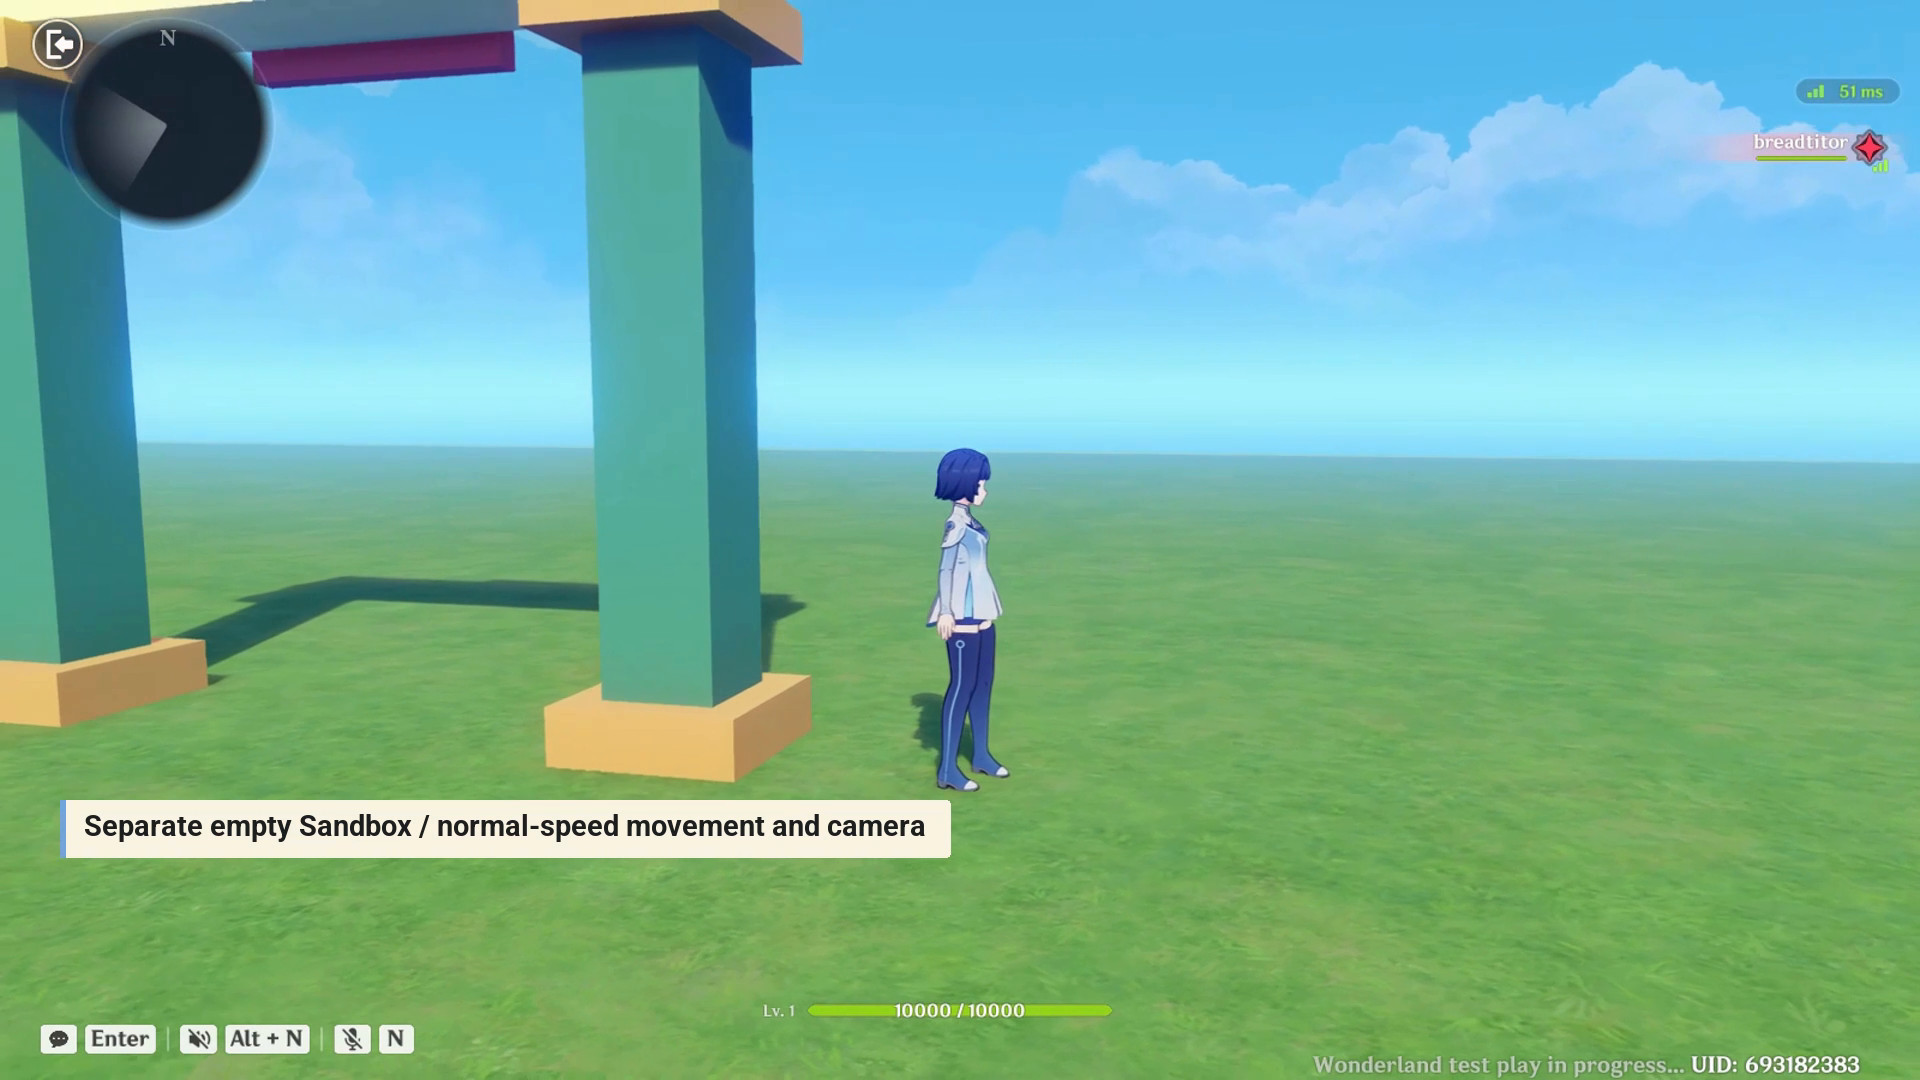 N
51 ms
breadtitor
Separate empty Sandbox / normal-speed movement and camera
Lv. 1 10000 / 10000
Enter | Alt + N | N
Wonderland test play in progress... UID: 693182383